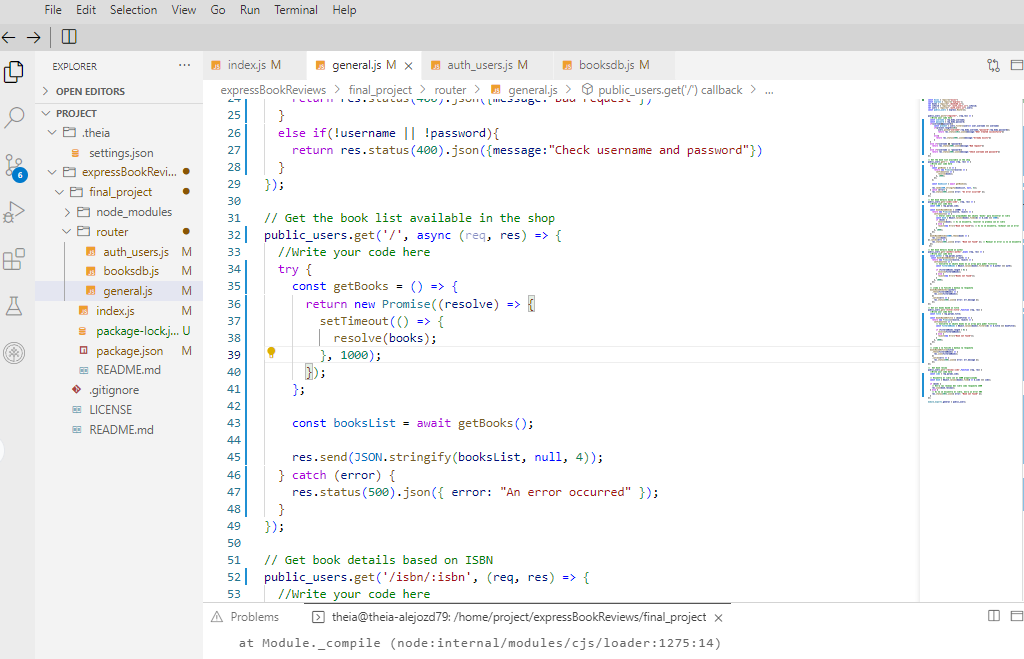 File Edit Selection View Go Run Terminal Help
EXPLORER ...
index.js M
general.js M ×
auth_users.js M
booksdb.js M
OPEN EDITORS
expressBookReviews > final_project > router > general.js > public_users.get('/') callback > ...
PROJECT
.theia
settings.json
expressBookRevi...
final_project
node_modules
router
auth_users.js M
booksdb.js M
general.js M
index.js M
package-lock.j... U
package.json M
README.md
.gitignore
LICENSE
README.md
6
24 return res.status(400).json({message:"Bad request"})
25 }
26 else if(!username || !password){
27 return res.status(400).json({message:"Check username and password"})
28 }
29 });
30
31 // Get the book list available in the shop
32 public_users.get('/', async (req, res) => {
33 //Write your code here
34 try {
35 const getBooks = () => {
36 return new Promise((resolve) => {
37 setTimeout(() => {
38 resolve(books);
39 }, 1000);
40 });
41 };
42
43 const booksList = await getBooks();
44
45 res.send(JSON.stringify(booksList, null, 4));
46 } catch (error) {
47 res.status(500).json({ error: "An error occurred" });
48 }
49 });
50
51 // Get book details based on ISBN
52 public_users.get('/isbn/:isbn', (req, res) => {
53 //Write your code here
Problems
theia@theia-alejozd79: /home/project/expressBookReviews/final_project ×
at Module._compile (node:internal/modules/cjs/loader:1275:14)